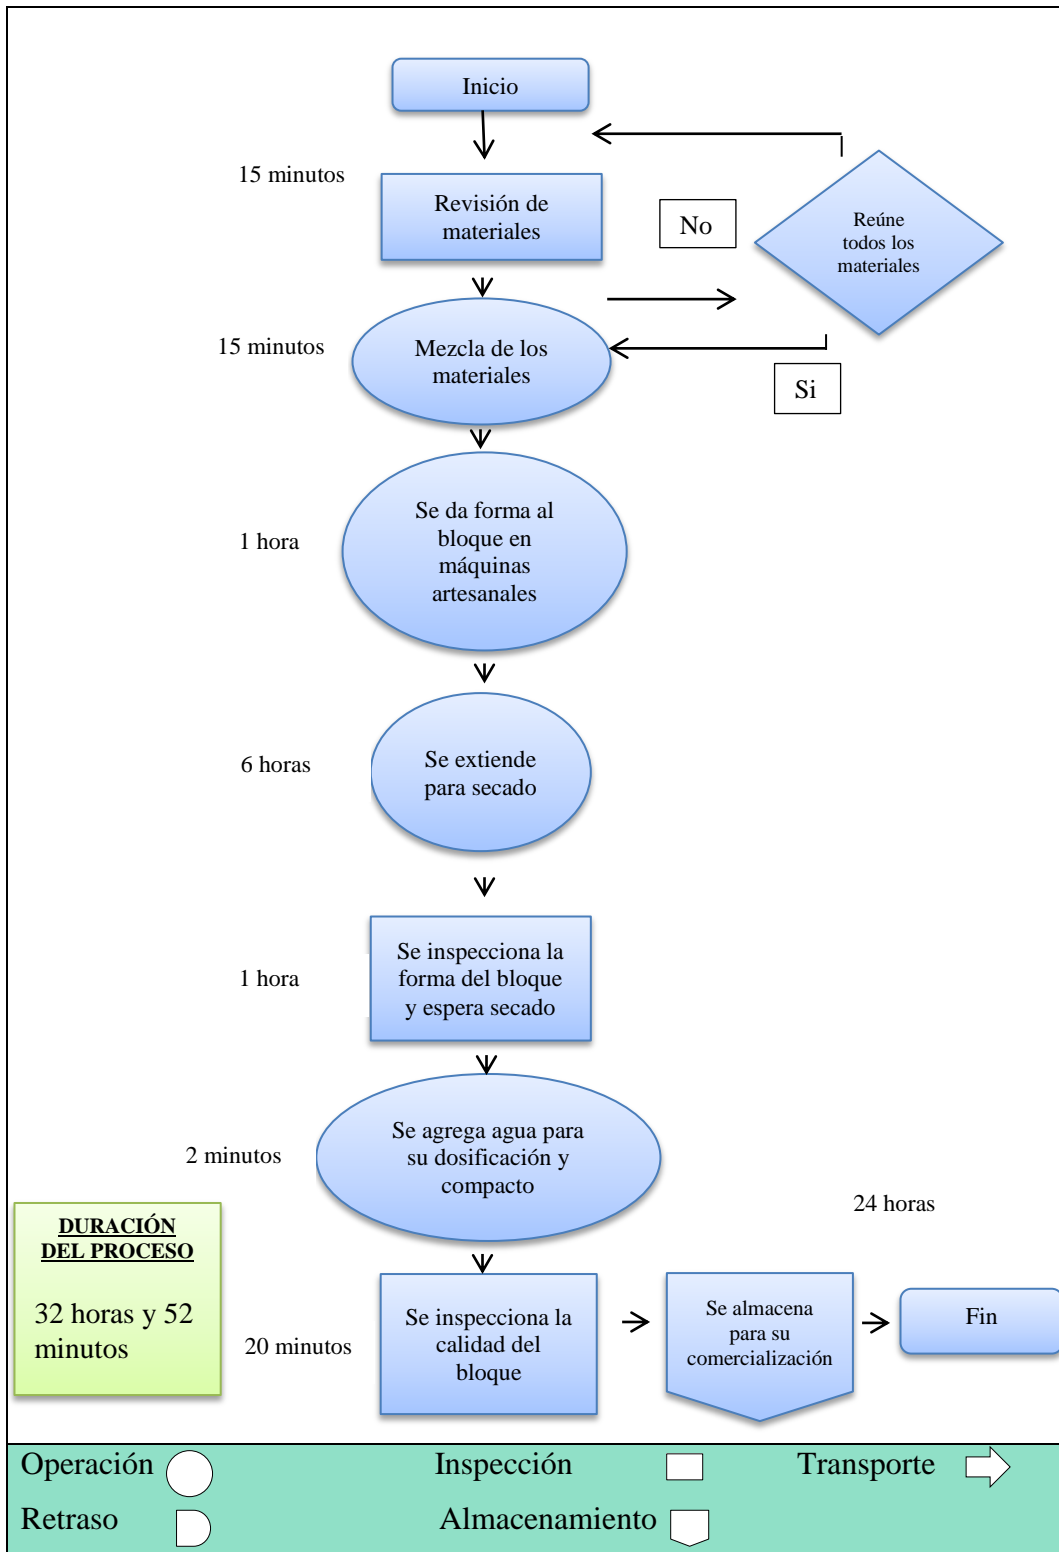 Inicio
15 minutos
Revisión de
materiales
No
Reúne
todos los
materiales
15 minutos
Mezcla de los
materiales
Si
1 hora
Se da forma al
bloque en
máquinas
artesanales
6 horas
Se extiende
para secado
1 hora
Se inspecciona la
forma del bloque
y espera secado
2 minutos
Se agrega agua para
su dosificación y
compacto
24 horas
DURACIÓN
DEL PROCESO
32 horas y 52
minutos
20 minutos
Se inspecciona la
calidad del
bloque
Se almacena
para su
comercialización
Fin
Operación
Inspección
Transporte
Retraso
Almacenamiento